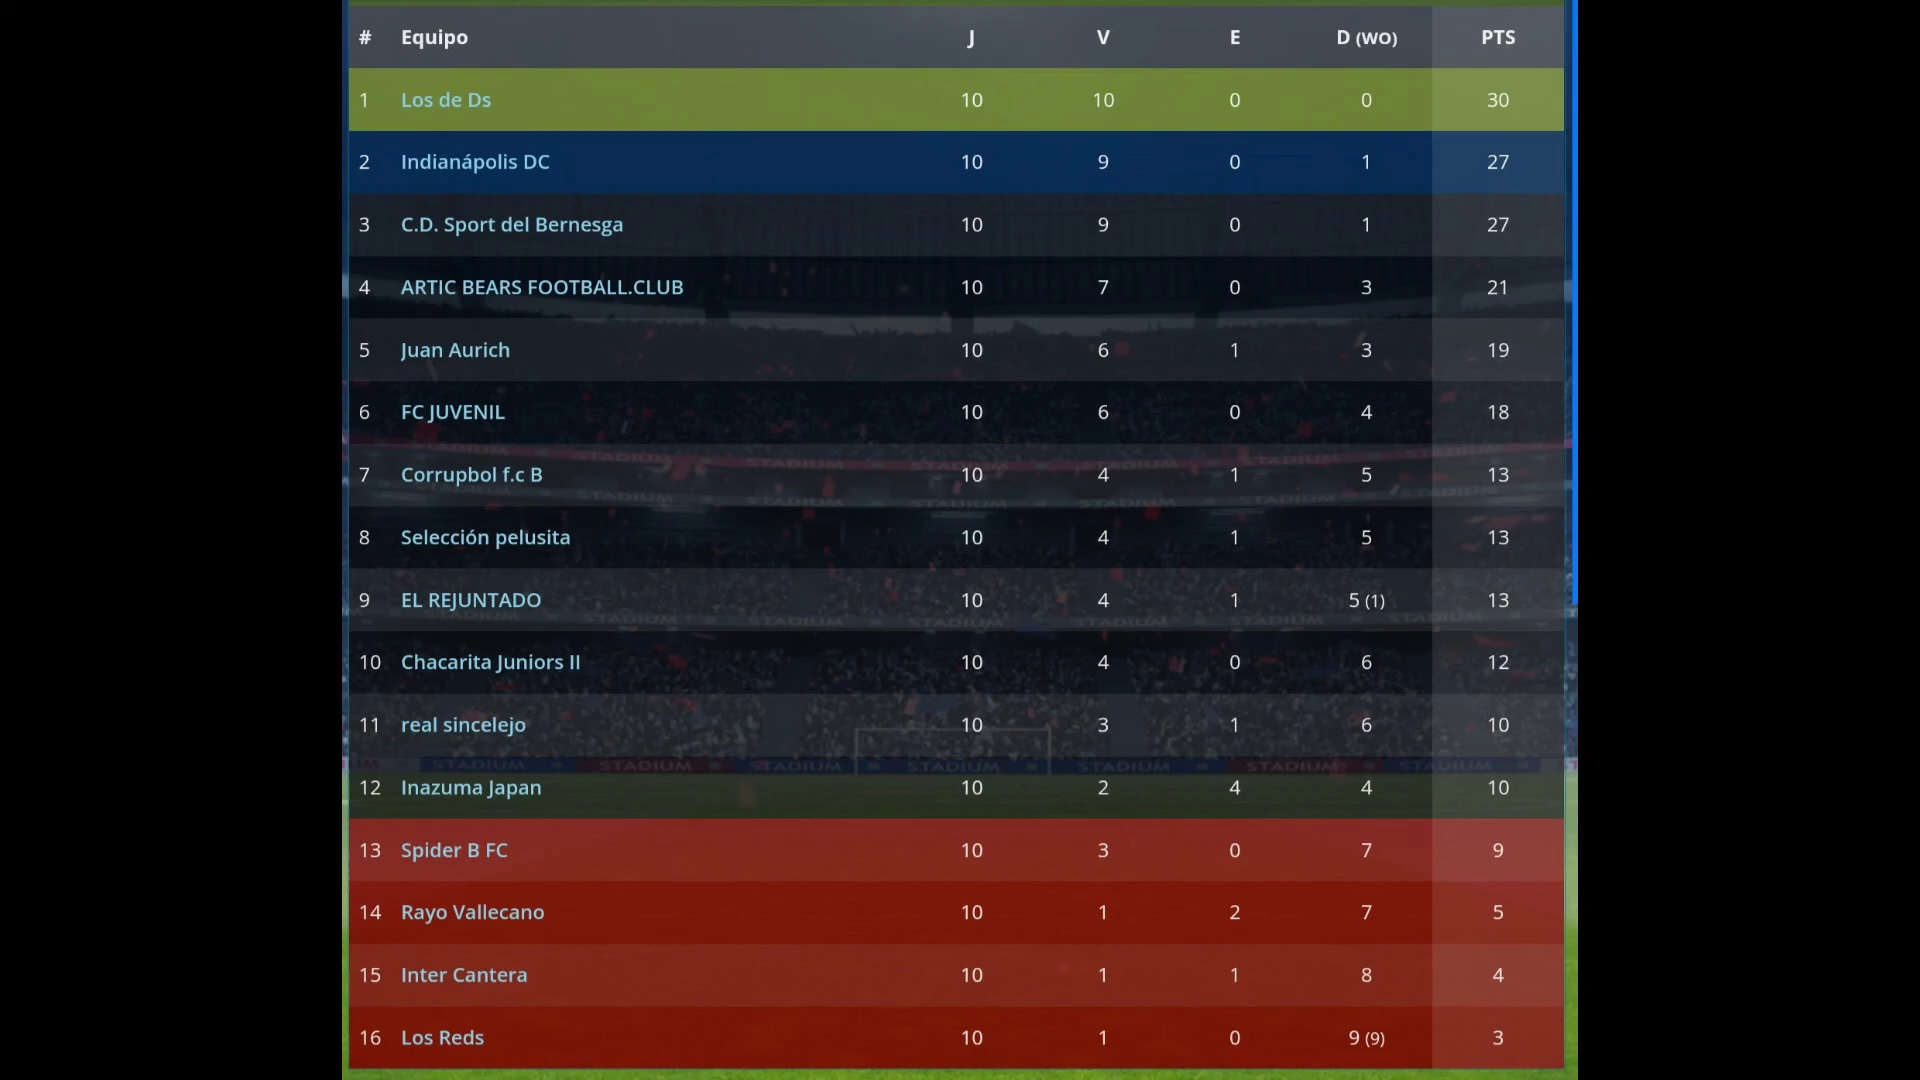 # Equipo J V E D (WO) PTS
1 Los de Ds 10 10 0 0 30
2 Indianápolis DC 10 9 0 1 27
3 C.D. Sport del Bernesga 10 9 0 1 27
4 ARTIC BEARS FOOTBALL.CLUB 10 7 0 3 21
5 Juan Aurich 10 6 1 3 19
6 FC JUVENIL 10 6 0 4 18
7 Corrupbol f.c B 10 4 1 5 13
8 Selección pelusita 10 4 1 5 13
9 EL REJUNTADO 10 4 1 5 (1) 13
10 Chacarita Juniors II 10 4 0 6 12
11 real sincelejo 10 3 1 6 10
STADIUM STADIUM STADIUM STADIUM STADIUM STADIUM
12 Inazuma Japan 10 2 4 4 10
13 Spider B FC 10 3 0 7 9
14 Rayo Vallecano 10 1 2 7 5
15 Inter Cantera 10 1 1 8 4
16 Los Reds 10 1 0 9 (9) 3